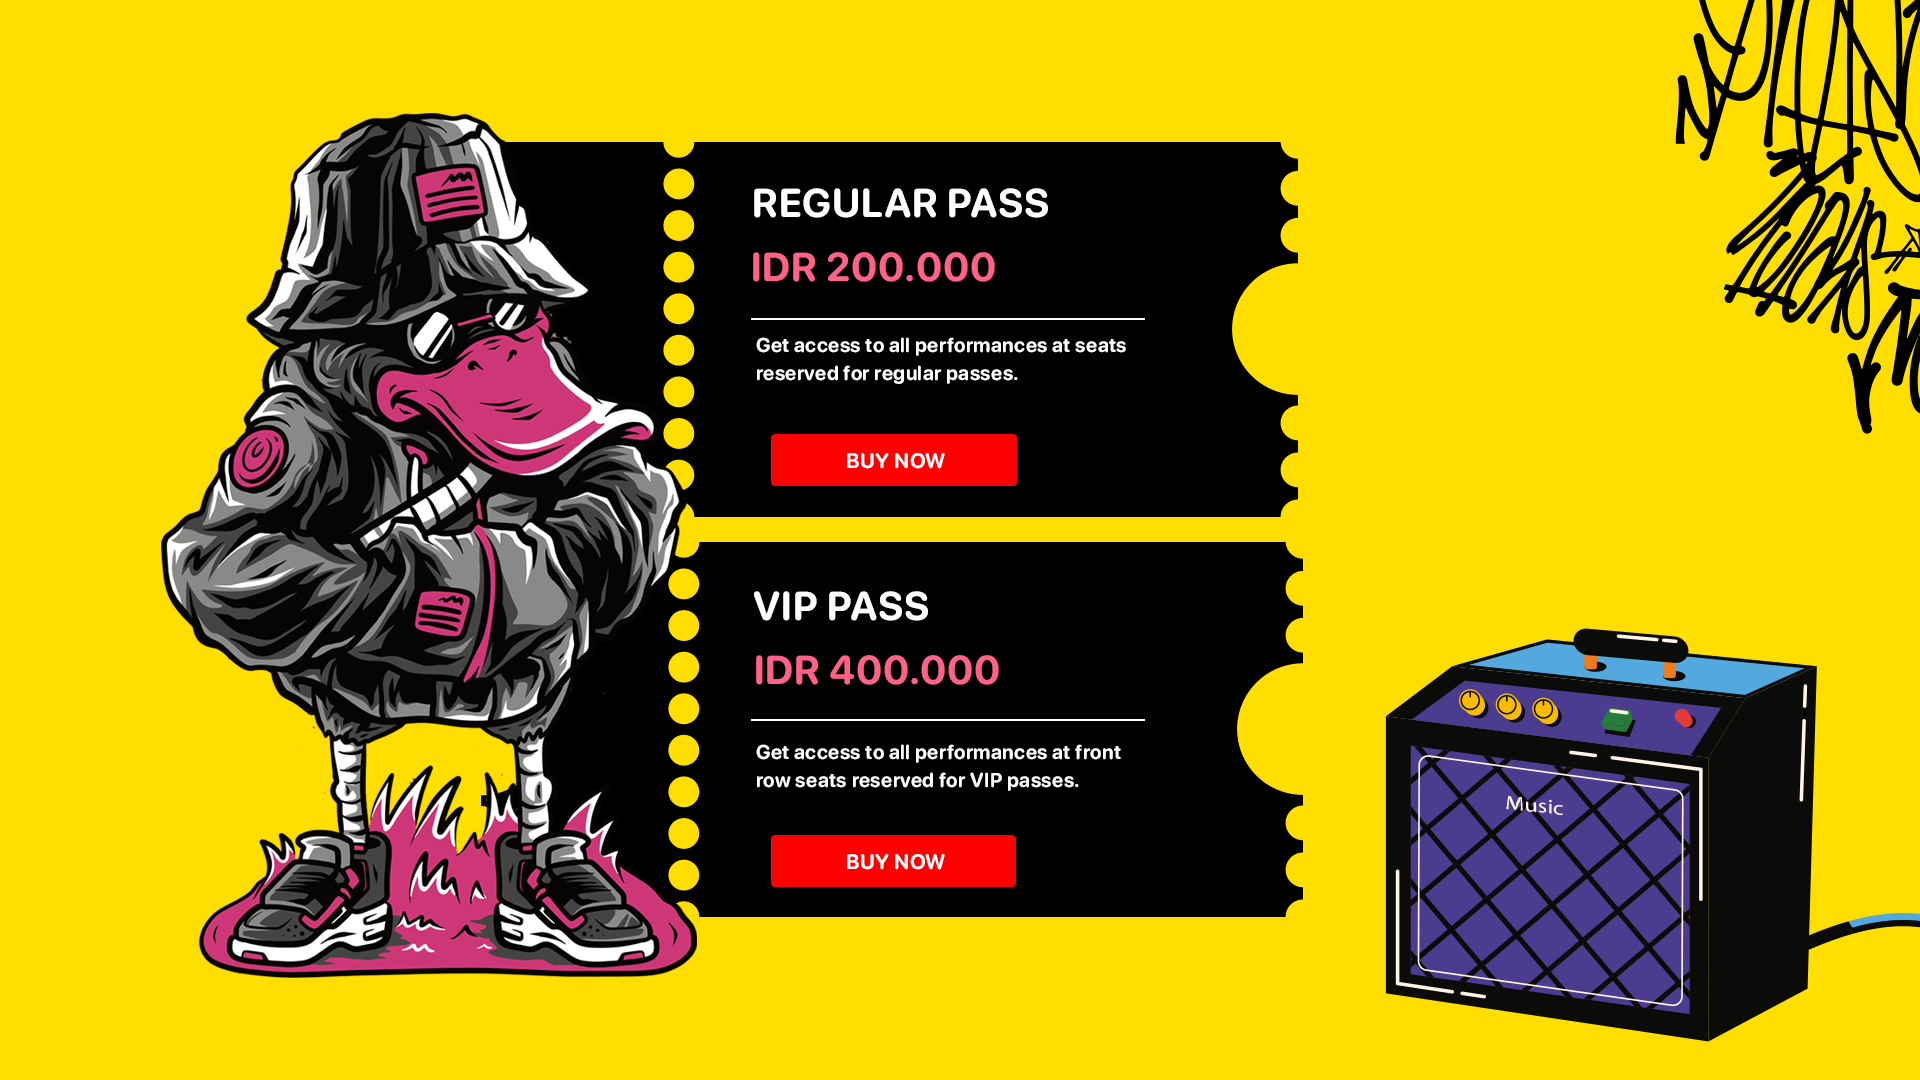 REGULAR PASS
IDR 200.000
Get access to all performances at seats
reserved for regular passes.
BUY NOW
VIP PASS
IDR 400.000
Get access to all performances at front
row seats reserved for VIP passes.
BUY NOW
Music